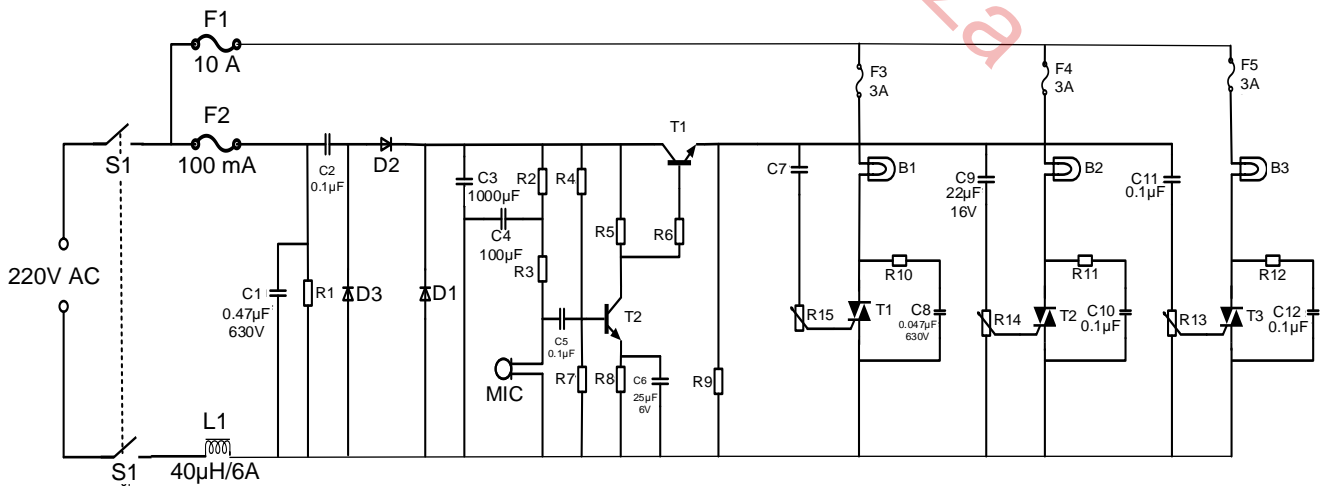 za
F1
10 A
F2
100 mA
S1
C2
0.1µF
D2
T1
F3
3A
F4
3A
F5
3A
C3
1000µF
R2
R4
C4
100µF
R5
R6
R3
C7
B1
C9
22µF
16V
B2
C11
0.1µF
B3
220V AC
C1
0.47µF
630V
R1
D3
D1
C5
0.1µF
T2
MIC
R7
R8
C6
25µF
6V
R9
R10
R15
T1
C8
0.047µF
630V
R11
R14
T2
C10
0.1µF
R12
R13
T3
C12
0.1µF
S1
L1
40µH/6A